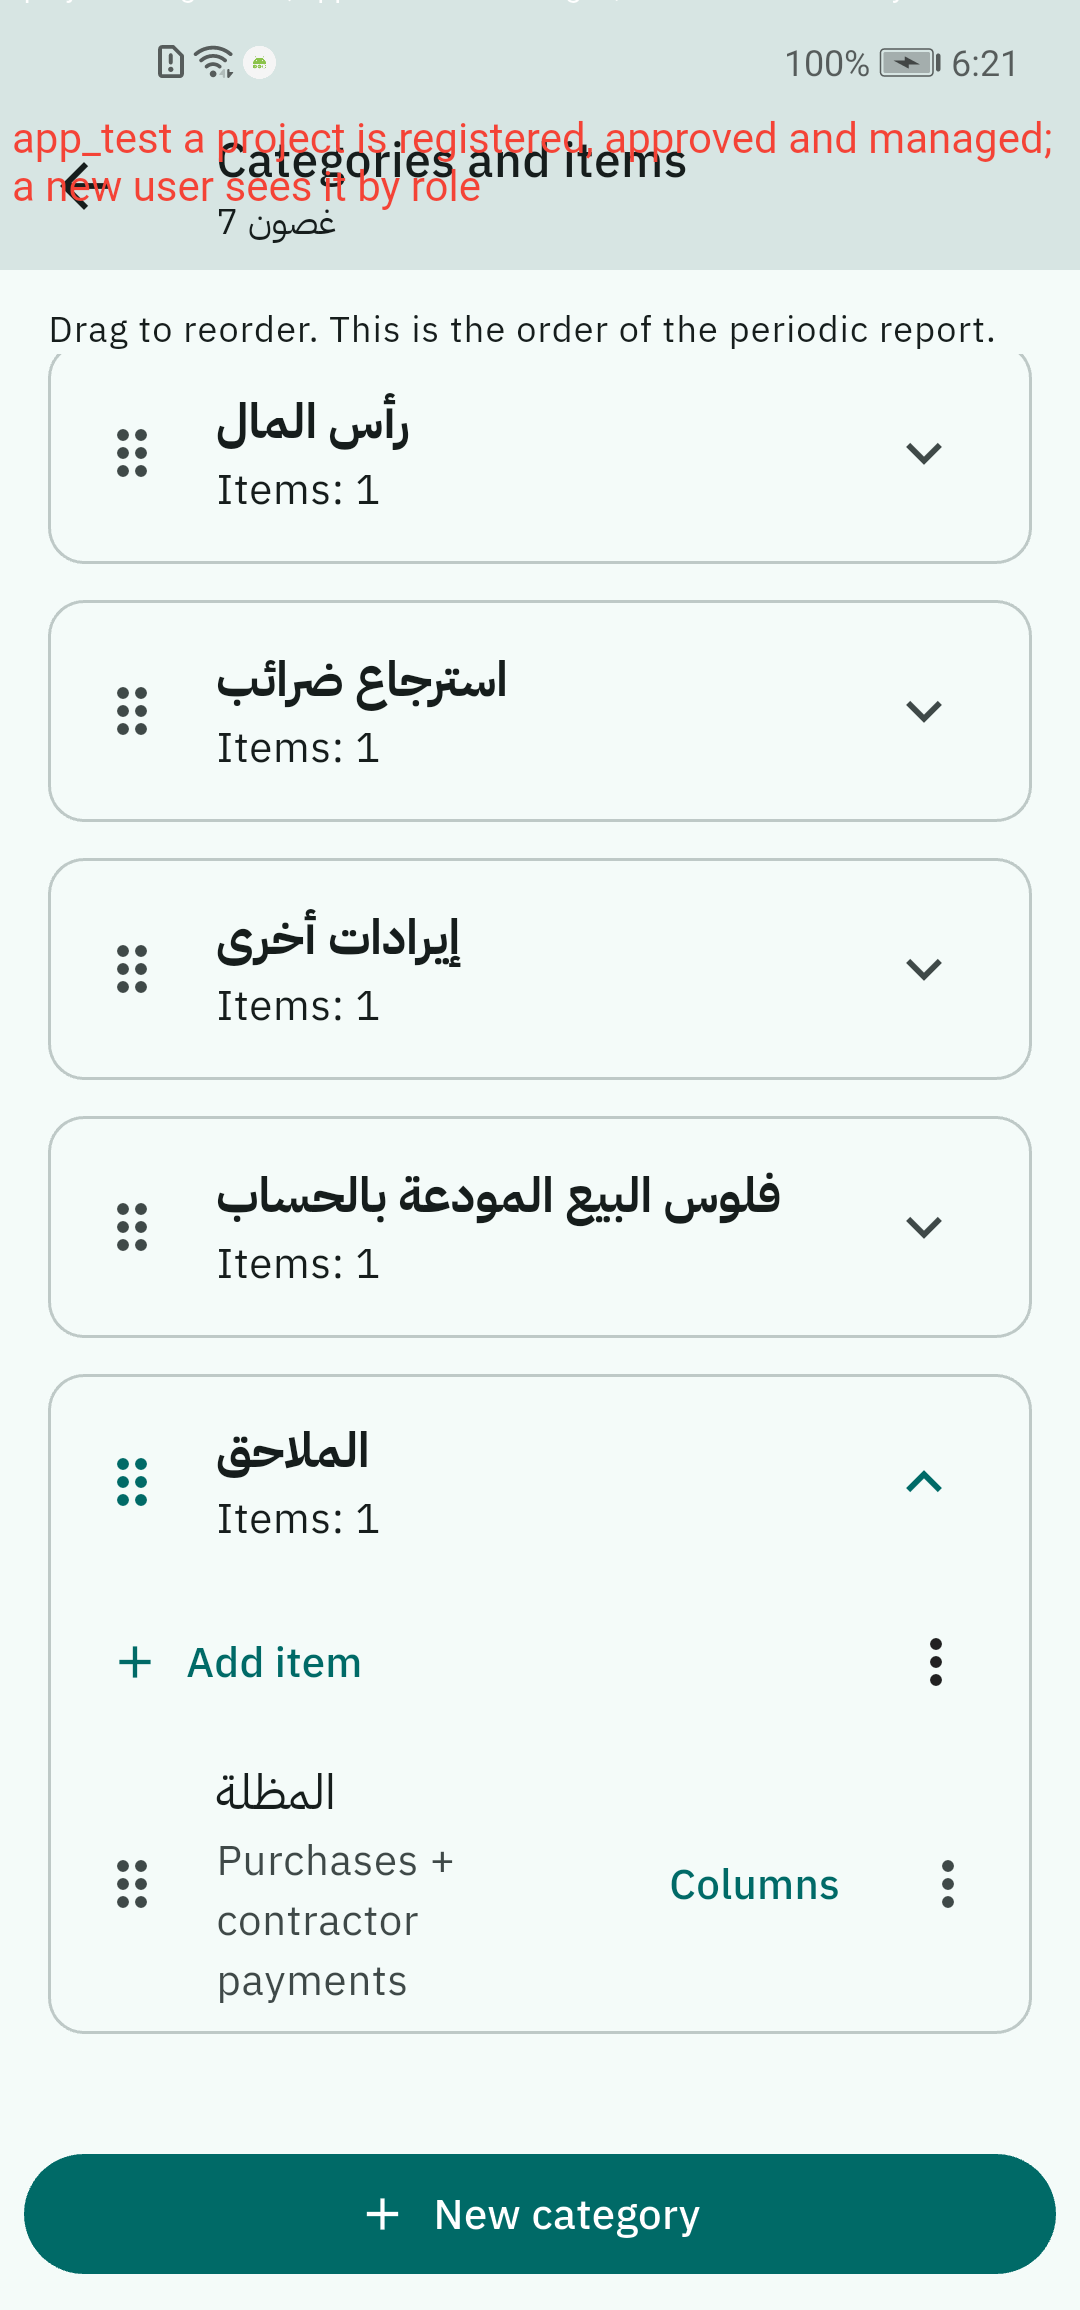 100% 6:21
app_test a project is registered, approved and managed;
a new user sees it by role
Categories and items
غصون 7
Drag to reorder. This is the order of the periodic report.
رأس المال
Items: 1
استرجاع ضرائب
Items: 1
إيرادات أخرى
Items: 1
فلوس البيع المودعة بالحساب
Items: 1
الملاحق
Items: 1
+ Add item
المظلة
Purchases +
contractor
payments
Columns
+ New category